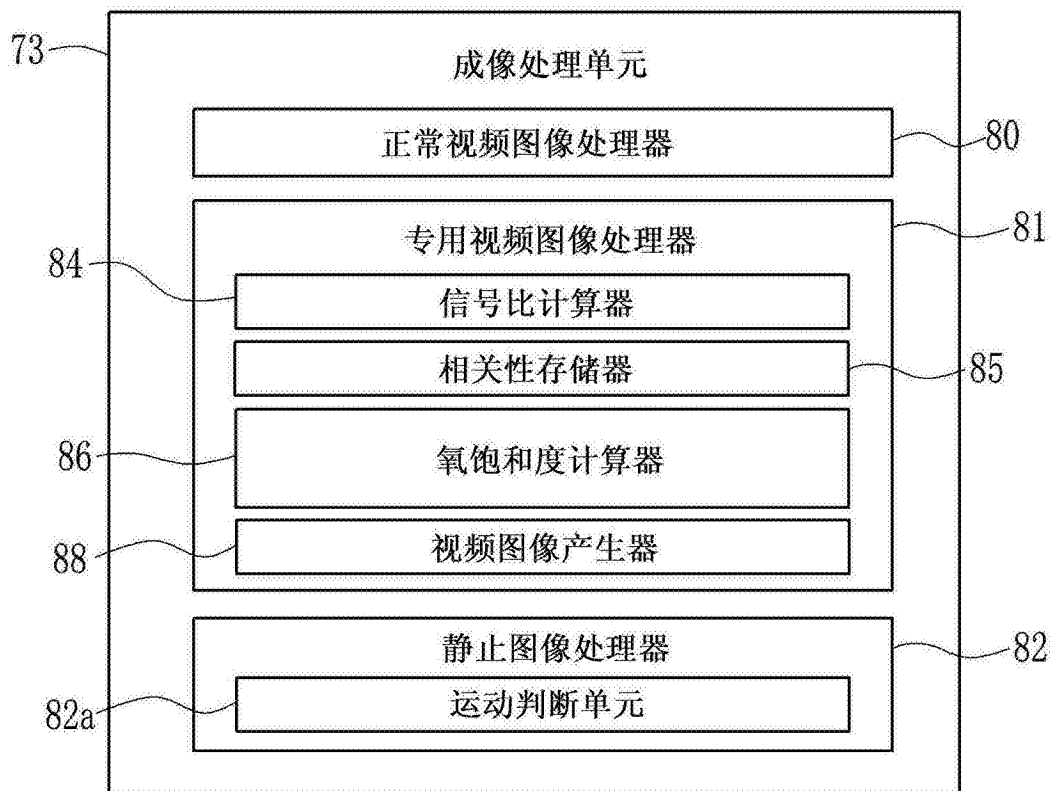 73
成像处理单元
正常视频图像处理器
80
专用视频图像处理器
81
84
信号比计算器
相关性存储器
85
86
氧饱和度计算器
88
视频图像产生器
静止图像处理器
82
82a
运动判断单元